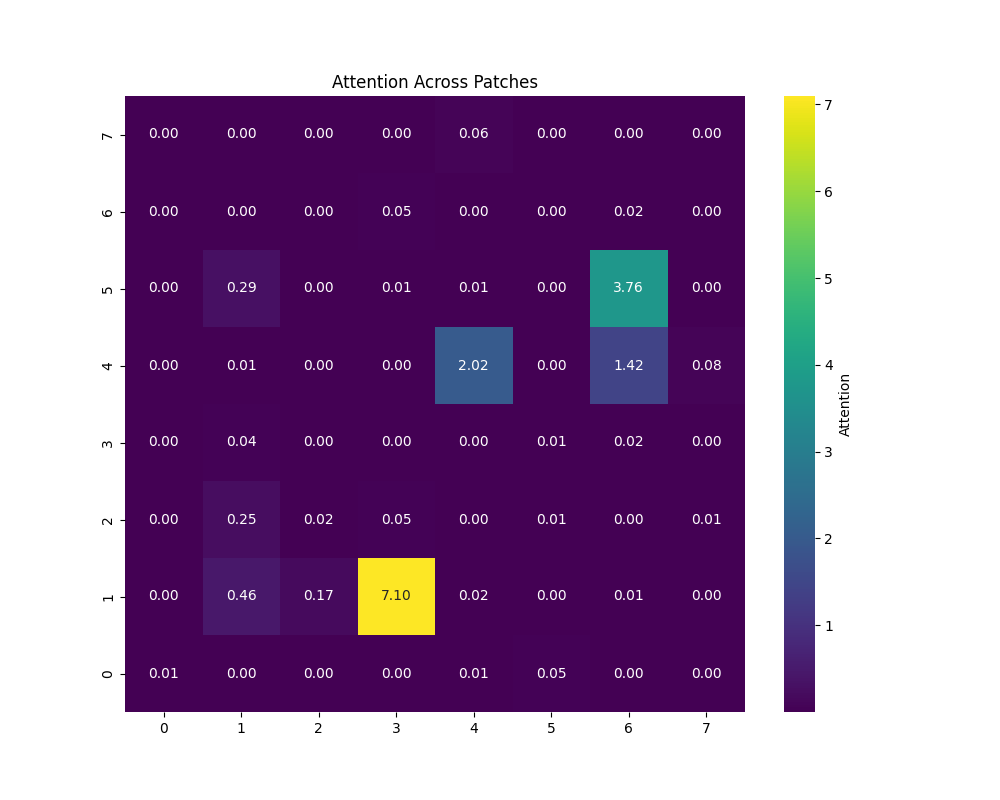 Attention Across Patches
7 0.00 0.00 0.00 0.00 0.06 0.00 0.00 0.00
6 0.00 0.00 0.00 0.05 0.00 0.00 0.02 0.00
5 0.00 0.29 0.00 0.01 0.01 0.00 3.76 0.00
4 0.00 0.01 0.00 0.00 2.02 0.00 1.42 0.08
3 0.00 0.04 0.00 0.00 0.00 0.01 0.02 0.00
2 0.00 0.25 0.02 0.05 0.00 0.01 0.00 0.01
1 0.00 0.46 0.17 7.10 0.02 0.00 0.01 0.00
0 0.01 0.00 0.00 0.00 0.01 0.05 0.00 0.00
0 1 2 3 4 5 6 7
7
6
5
4
3
2
1
Attention